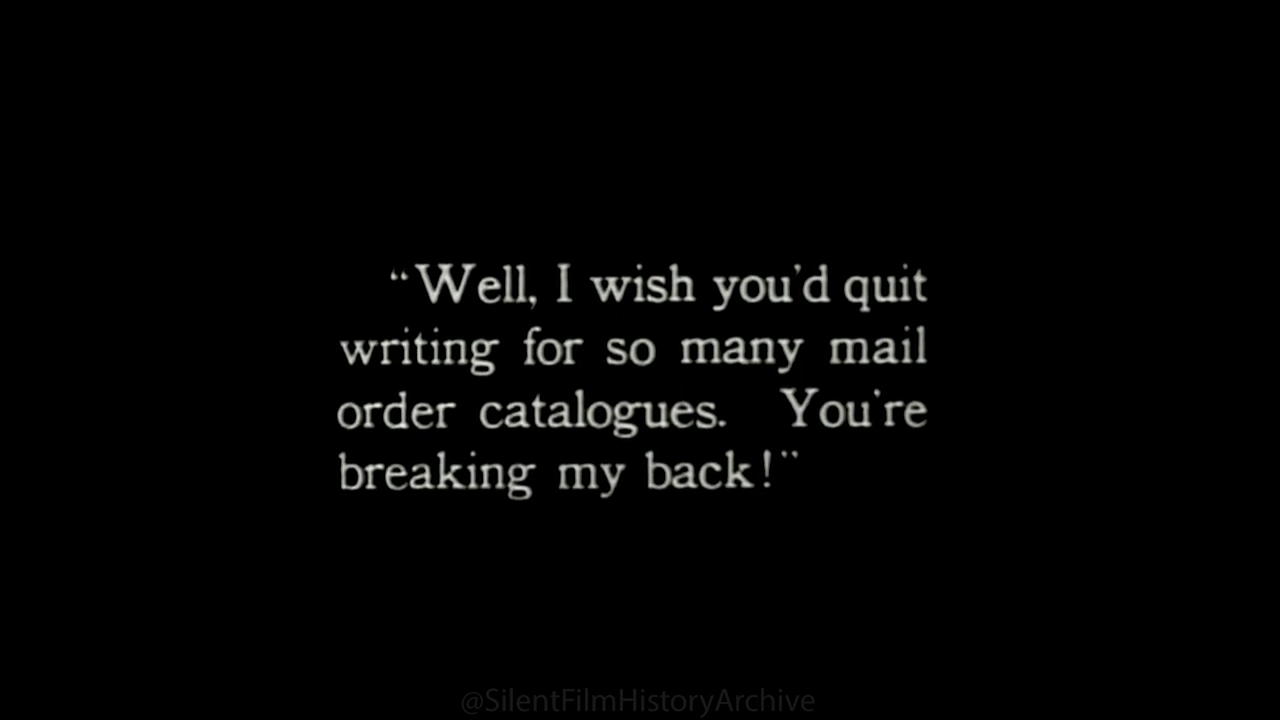 “Well, I wish you'd quit
writing for so many mail
order catalogues. You're
breaking my back!”
@SilentFilmHistoryArchive